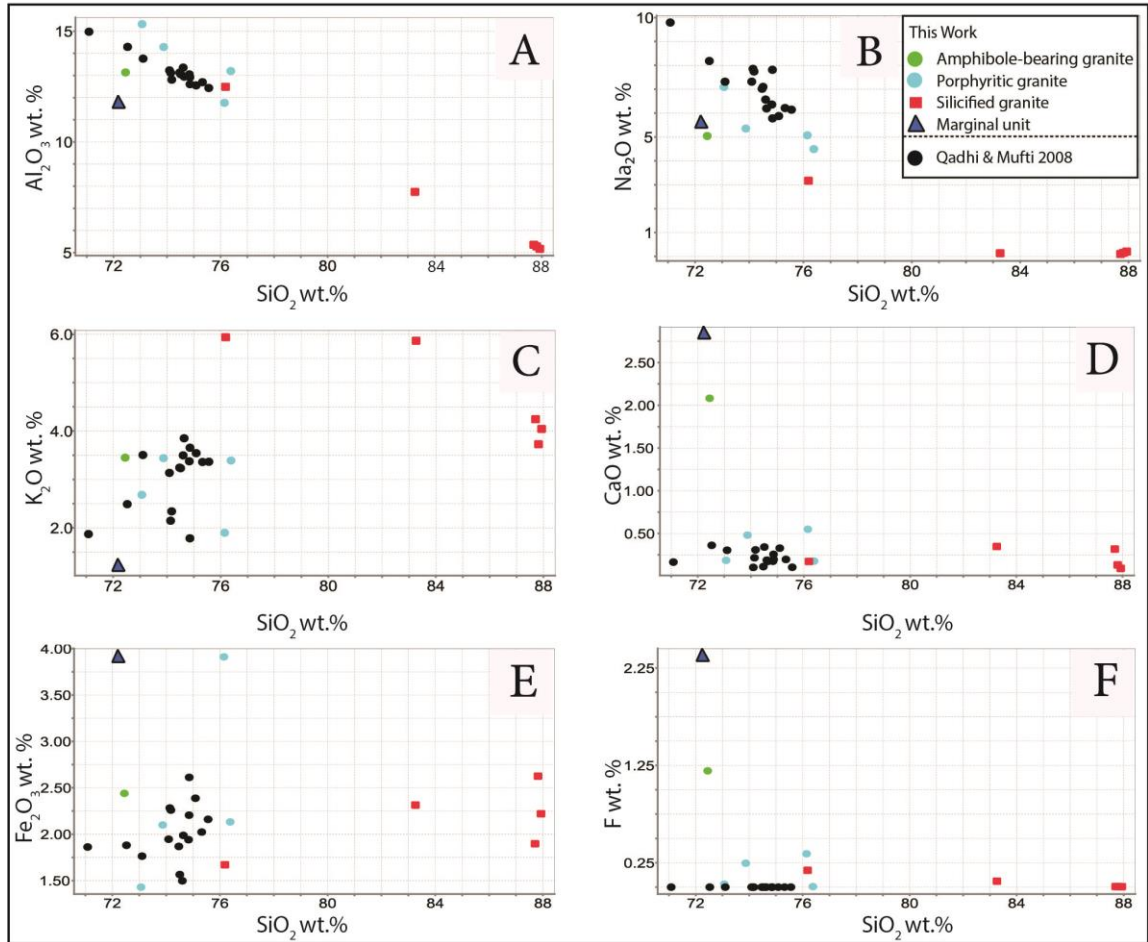 A
15
10
5
Al2O3 wt. %
72 76 80 84 88
SiO2 wt.%
B
10
5
1
Na2O wt. %
72 76 80 84 88
SiO2 wt.%
This Work
Amphibole-bearing granite
Porphyritic granite
Silicified granite
Marginal unit
Qadhi & Mufti 2008
C
6.0
4.0
2.0
K2O wt. %
72 76 80 84 88
SiO2 wt.%
D
2.50
2.00
1.50
1.00
0.50
CaO wt. %
72 76 80 84 88
SiO2 wt.%
E
4.00
3.50
3.00
2.50
2.00
1.50
Fe2O3 wt. %
72 76 80 84 88
SiO2 wt.%
F
2.25
1.25
0.25
F wt. %
72 76 80 84 88
SiO2 wt.%